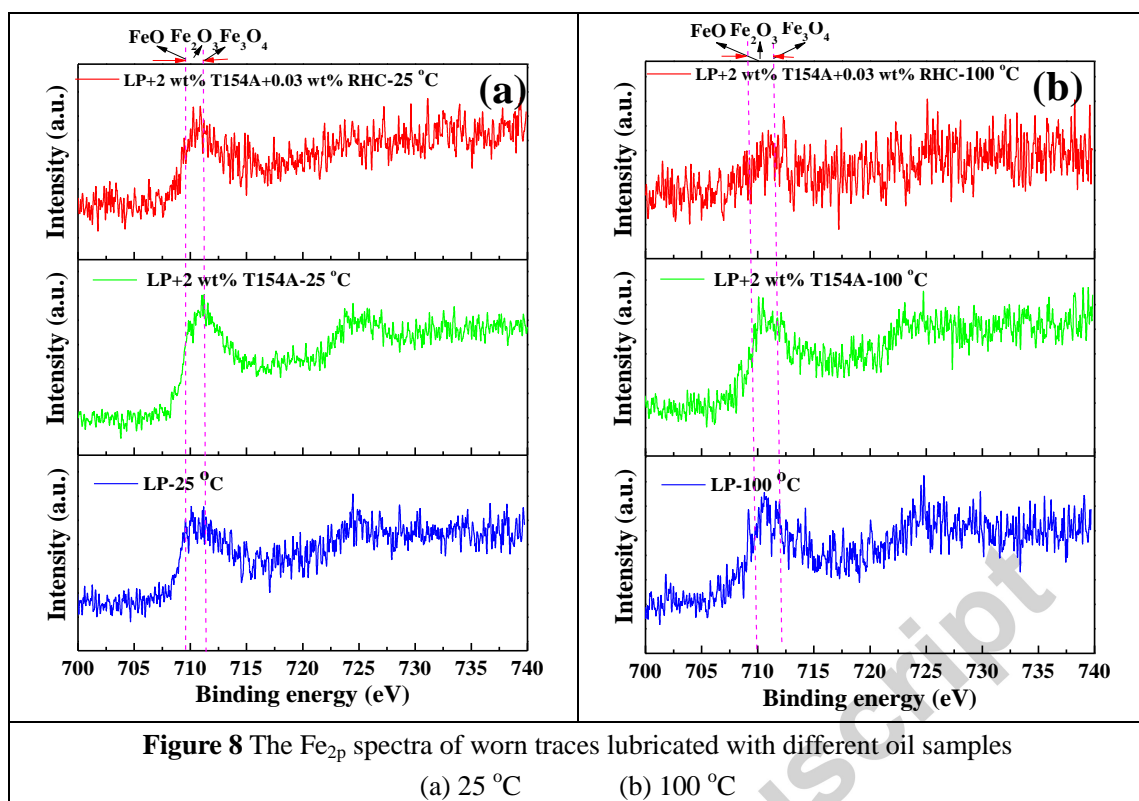 FeO Fe2O3 Fe3O4
LP+2 wt% T154A+0.03 wt% RHC-25 °C
(a)
Intensity (a.u.)
LP+2 wt% T154A-25 °C
Intensity (a.u.)
LP-25 °C
Intensity (a.u.)
700 705 710 715 720 725 730 735 740
Binding energy (eV)
FeO Fe2O3 Fe3O4
LP+2 wt% T154A+0.03 wt% RHC-100 °C
(b)
Intensity (a.u.)
LP+2 wt% T154A-100 °C
Intensity (a.u.)
LP-100 °C
Intensity (a.u.)
700 705 710 715 720 725 730 735 740
Binding energy (eV)
Figure 8 The Fe2p spectra of worn traces lubricated with different oil samples
(a) 25 °C (b) 100 °C